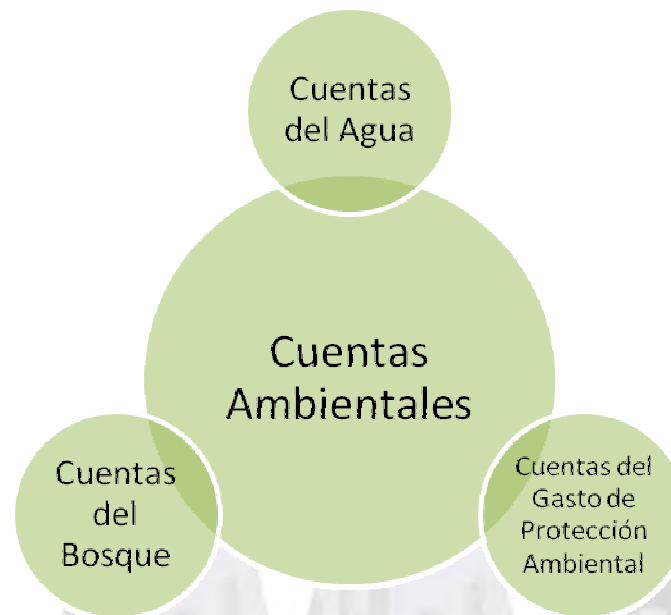 Cuentas
del Agua
Cuentas
Ambientales
Cuentas
del
Bosque
Cuentas del
Gasto de
Protección
Ambiental